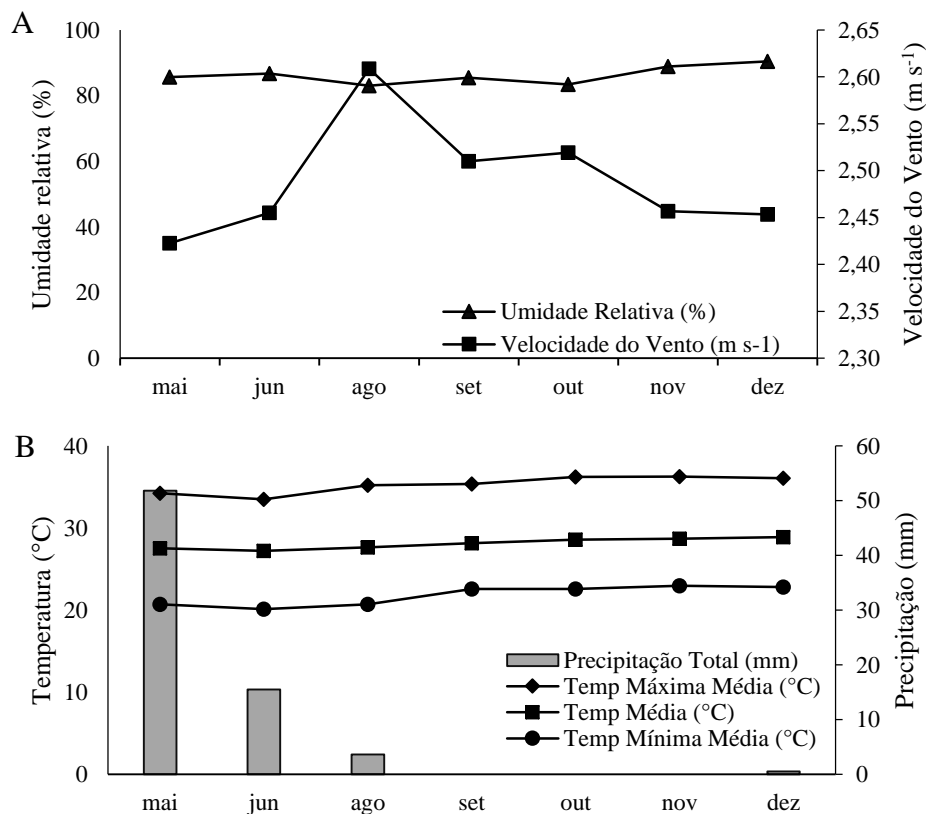 A
Umidade relativa (%)
100
80
60
40
20
0
2,65
2,60
2,55
2,50
2,45
2,40
2,35
2,30
Velocidade do Vento (m s⁻¹)
Umidade Relativa (%)
Velocidade do Vento (m s-1)
mai jun ago set out nov dez
B
Temperatura (°C)
40
30
20
10
0
60
50
40
30
20
10
0
Precipitação (mm)
Precipitação Total (mm)
Temp Máxima Média (°C)
Temp Média (°C)
Temp Mínima Média (°C)
mai jun ago set out nov dez